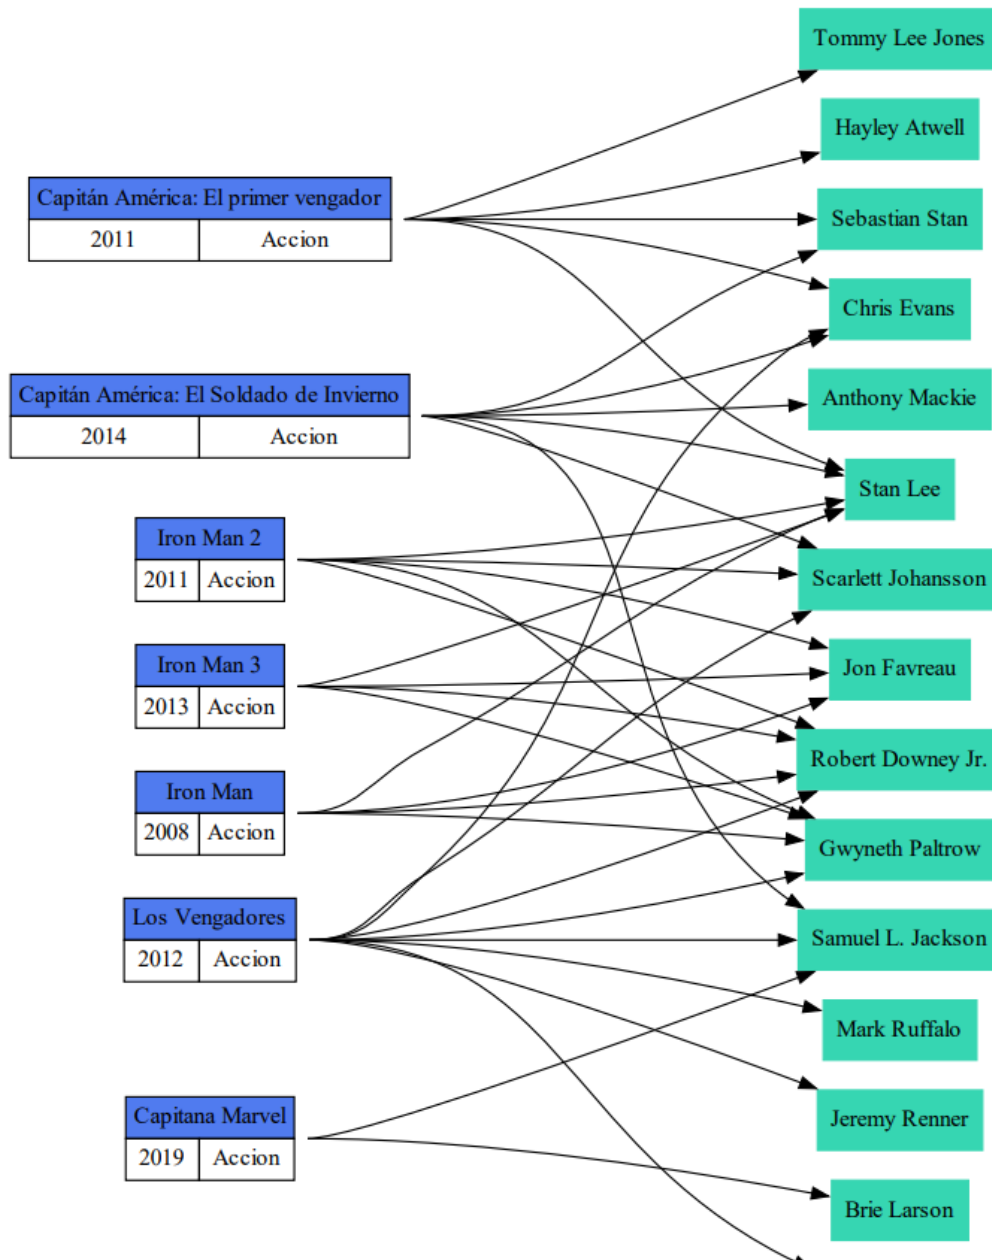 Tommy Lee Jones
Hayley Atwell
Capitán América: El primer vengador
2011 Accion
Sebastian Stan
Chris Evans
Capitán América: El Soldado de Invierno
2014 Accion
Anthony Mackie
Stan Lee
Iron Man 2
2011 Accion
Scarlett Johansson
Iron Man 3
2013 Accion
Jon Favreau
Robert Downey Jr.
Iron Man
2008 Accion
Gwyneth Paltrow
Los Vengadores
2012 Accion
Samuel L. Jackson
Mark Ruffalo
Capitana Marvel
2019 Accion
Jeremy Renner
Brie Larson